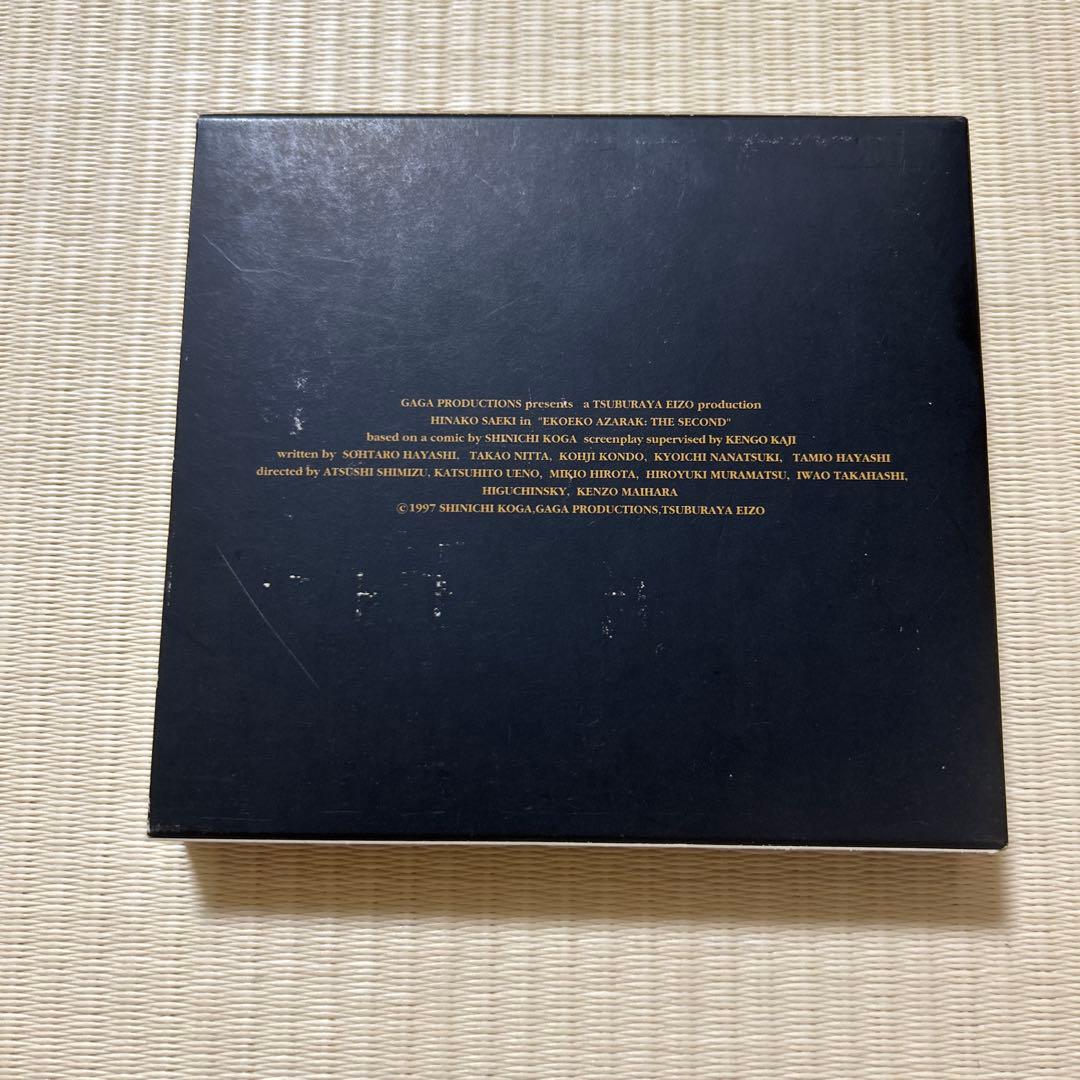 GAGA PRODUCTIONS presents a TSUBURAYA EIZO production
HINAKO SAEKI in "EKOEKO AZARAK: THE SECOND"
based on a comic by SHINICHI KOGA screenplay supervised by KENGO KAJI
written by SOHTARO HAYASHI, TAKAO NITTA, KOHJI KONDO, KYOICHI NANATSUKI, TAMIO HAYASHI
directed by ATSUSHI SHIMIZU, KATSUHITO UENO, MIKIO HIROTA, HIROYUKI MURAMATSU, IWAO TAKAHASHI,
HIGUCHINSKY, KENZO MAIHARA
©1997 SHINICHI KOGA,GAGA PRODUCTIONS,TSUBURAYA EIZO